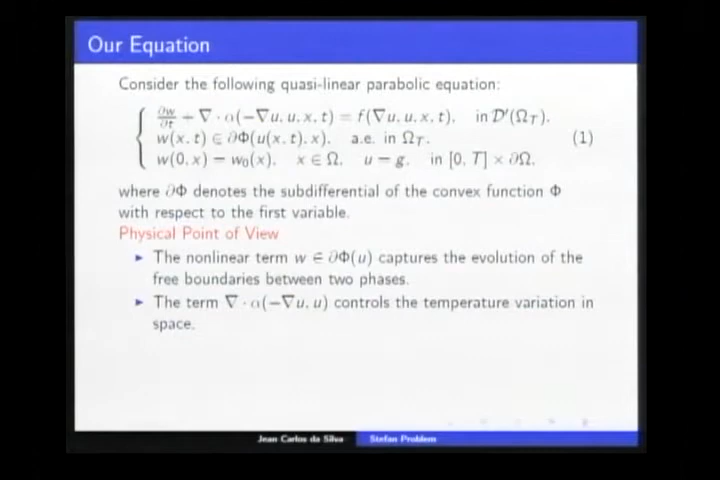 Our Equation
Consider the following quasi-linear parabolic equation:
∂w/∂t + ∇ · α(−∇u, u, x, t) = f(∇u, u, x, t), in D′(Ω_T),
w(x, t) ∈ ∂Φ(u(x, t), x), a.e. in Ω_T, (1)
w(0, x) = w₀(x), x ∈ Ω, u = g, in [0, T] × ∂Ω,
where ∂Φ denotes the subdifferential of the convex function Φ
with respect to the first variable.
Physical Point of View
▶ The nonlinear term w ∈ ∂Φ(u) captures the evolution of the
free boundaries between two phases.
▶ The term ∇ · α(−∇u, u) controls the temperature variation in
space.
Jean Carlos da Silva Stefan Problem